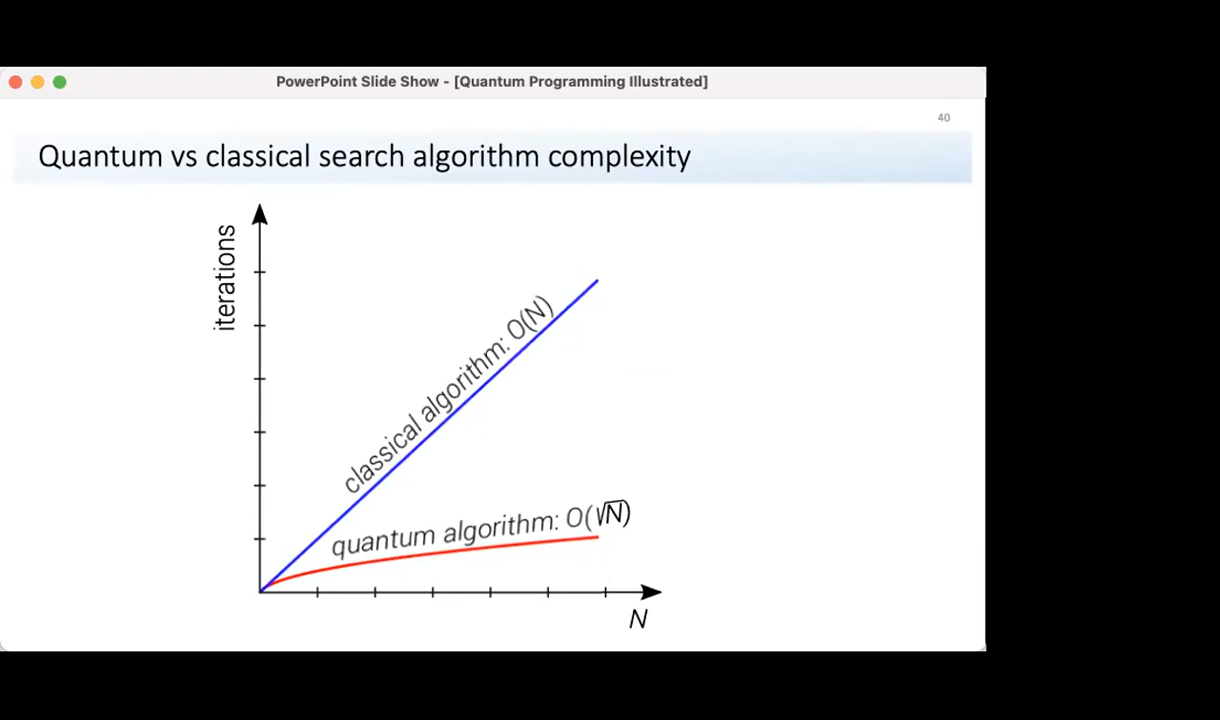 PowerPoint Slide Show - [Quantum Programming Illustrated]
40
Quantum vs classical search algorithm complexity
iterations
classical algorithm: O(N)
quantum algorithm: O(√N)
N